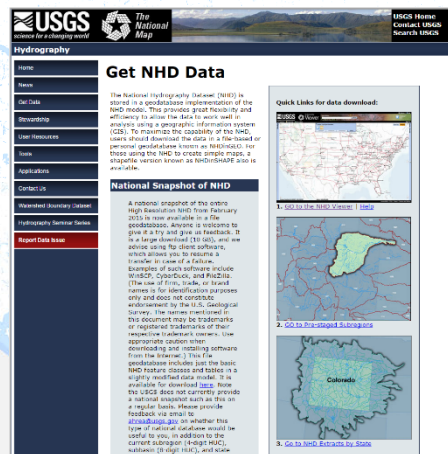 USGS
science for a changing world
The
National
Map
USGS Home
Contact USGS
Search USGS
Hydrography
Home
News
Get Data
Stewardship
User Resources
Tools
Applications
Contact Us
Watershed Boundary Dataset
Hydrography Seminar Series
Report Data Issue
Get NHD Data
The National Hydrography Dataset (NHD) is
stored in a geodatabase implementation of the
NHD model. This provides great flexibility and
efficiency to allow the data to work well in
analysis using a geographic information system
(GIS). To maximize the capability of the NHD,
users should download the data in a file-based or
personal geodatabase known as NHDinGEO. For
those using the NHD to create simple maps, a
shapefile version known as NHDinSHAPE also is
available.
National Snapshot of NHD
A national snapshot of the entire
High Resolution NHD from February
2015 is now available in a file
geodatabase. Anyone is welcome to
give it a try and give us feedback. It
is a large download (10 GB), and we
advise using ftp client software,
which allows you to resume a
transfer in case of a failure.
Examples of such software include
WinSCP, CyberDuck, and FileZilla.
(The use of firm, trade, or brand
names is for identification purposes
only and does not constitute
endorsement by the U.S. Geological
Survey. The names mentioned in
this document may be trademarks
or registered trademarks of their
respective trademark owners. Use
appropriate caution when
downloading and installing software
from the Internet.) This file
geodatabase includes just the basic
NHD feature classes and tables in a
slightly modified data model. It is
available for download here. Note
the USGS does not currently provide
a national snapshot such as this on
a regular basis. Please provide
feedback via email to
on whether this
type of national database would be
useful to you, in addition to the
current subregion (4-digit HUC),
subbasin (8-digit HUC), and state
Quick Links for data download:
USGS
1. GO to the NHD Viewer | Help
2. GO to Pre-staged Subregions
Colorado
3. Go to NHD Extracts by State